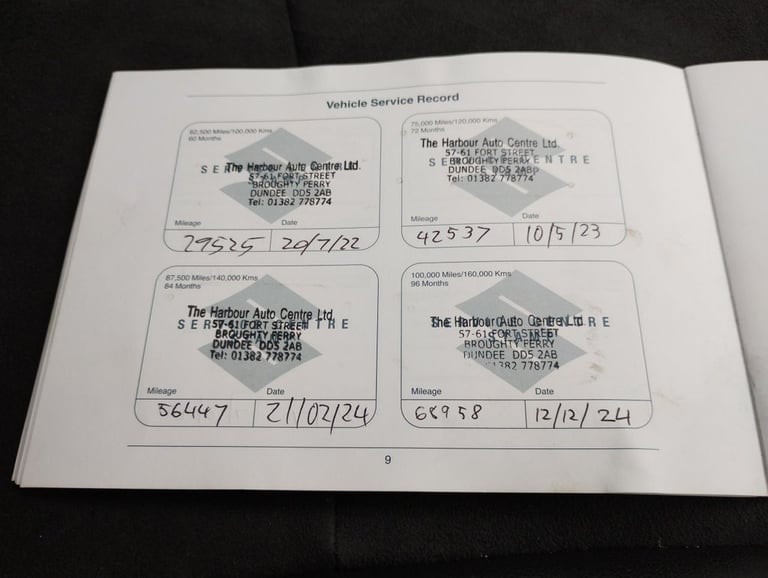 Vehicle Service Record
62,500 Miles/100,000 Kms
60 Months
The Harbour Auto Centre Ltd.
57-61 FORT STREET
BROUGHTY FERRY
DUNDEE DD5 2AB
Tel: 01382 778774
Mileage Date
29525 20/7/22
75,000 Miles/120,000 Kms
72 Months
The Harbour Auto Centre Ltd.
57-61 FORT STREET
BROUGHTY FERRY
DUNDEE DD5 2AB
Tel: 01382 778774
Mileage Date
42537 10/5/23
87,500 Miles/140,000 Kms
84 Months
The Harbour Auto Centre Ltd.
SERVICE CENTRE
57-61 FORT STREET
BROUGHTY FERRY
DUNDEE DD5 2AB
Tel: 01382 778774
Mileage Date
56447 21/02/24
100,000 Miles/160,000 Kms
96 Months
The Harbour Auto Centre Ltd.
57-61 FORT STREET
BROUGHTY FERRY
DUNDEE DD5 2AB
1382 778774
Mileage Date
68958 12/12/24
9